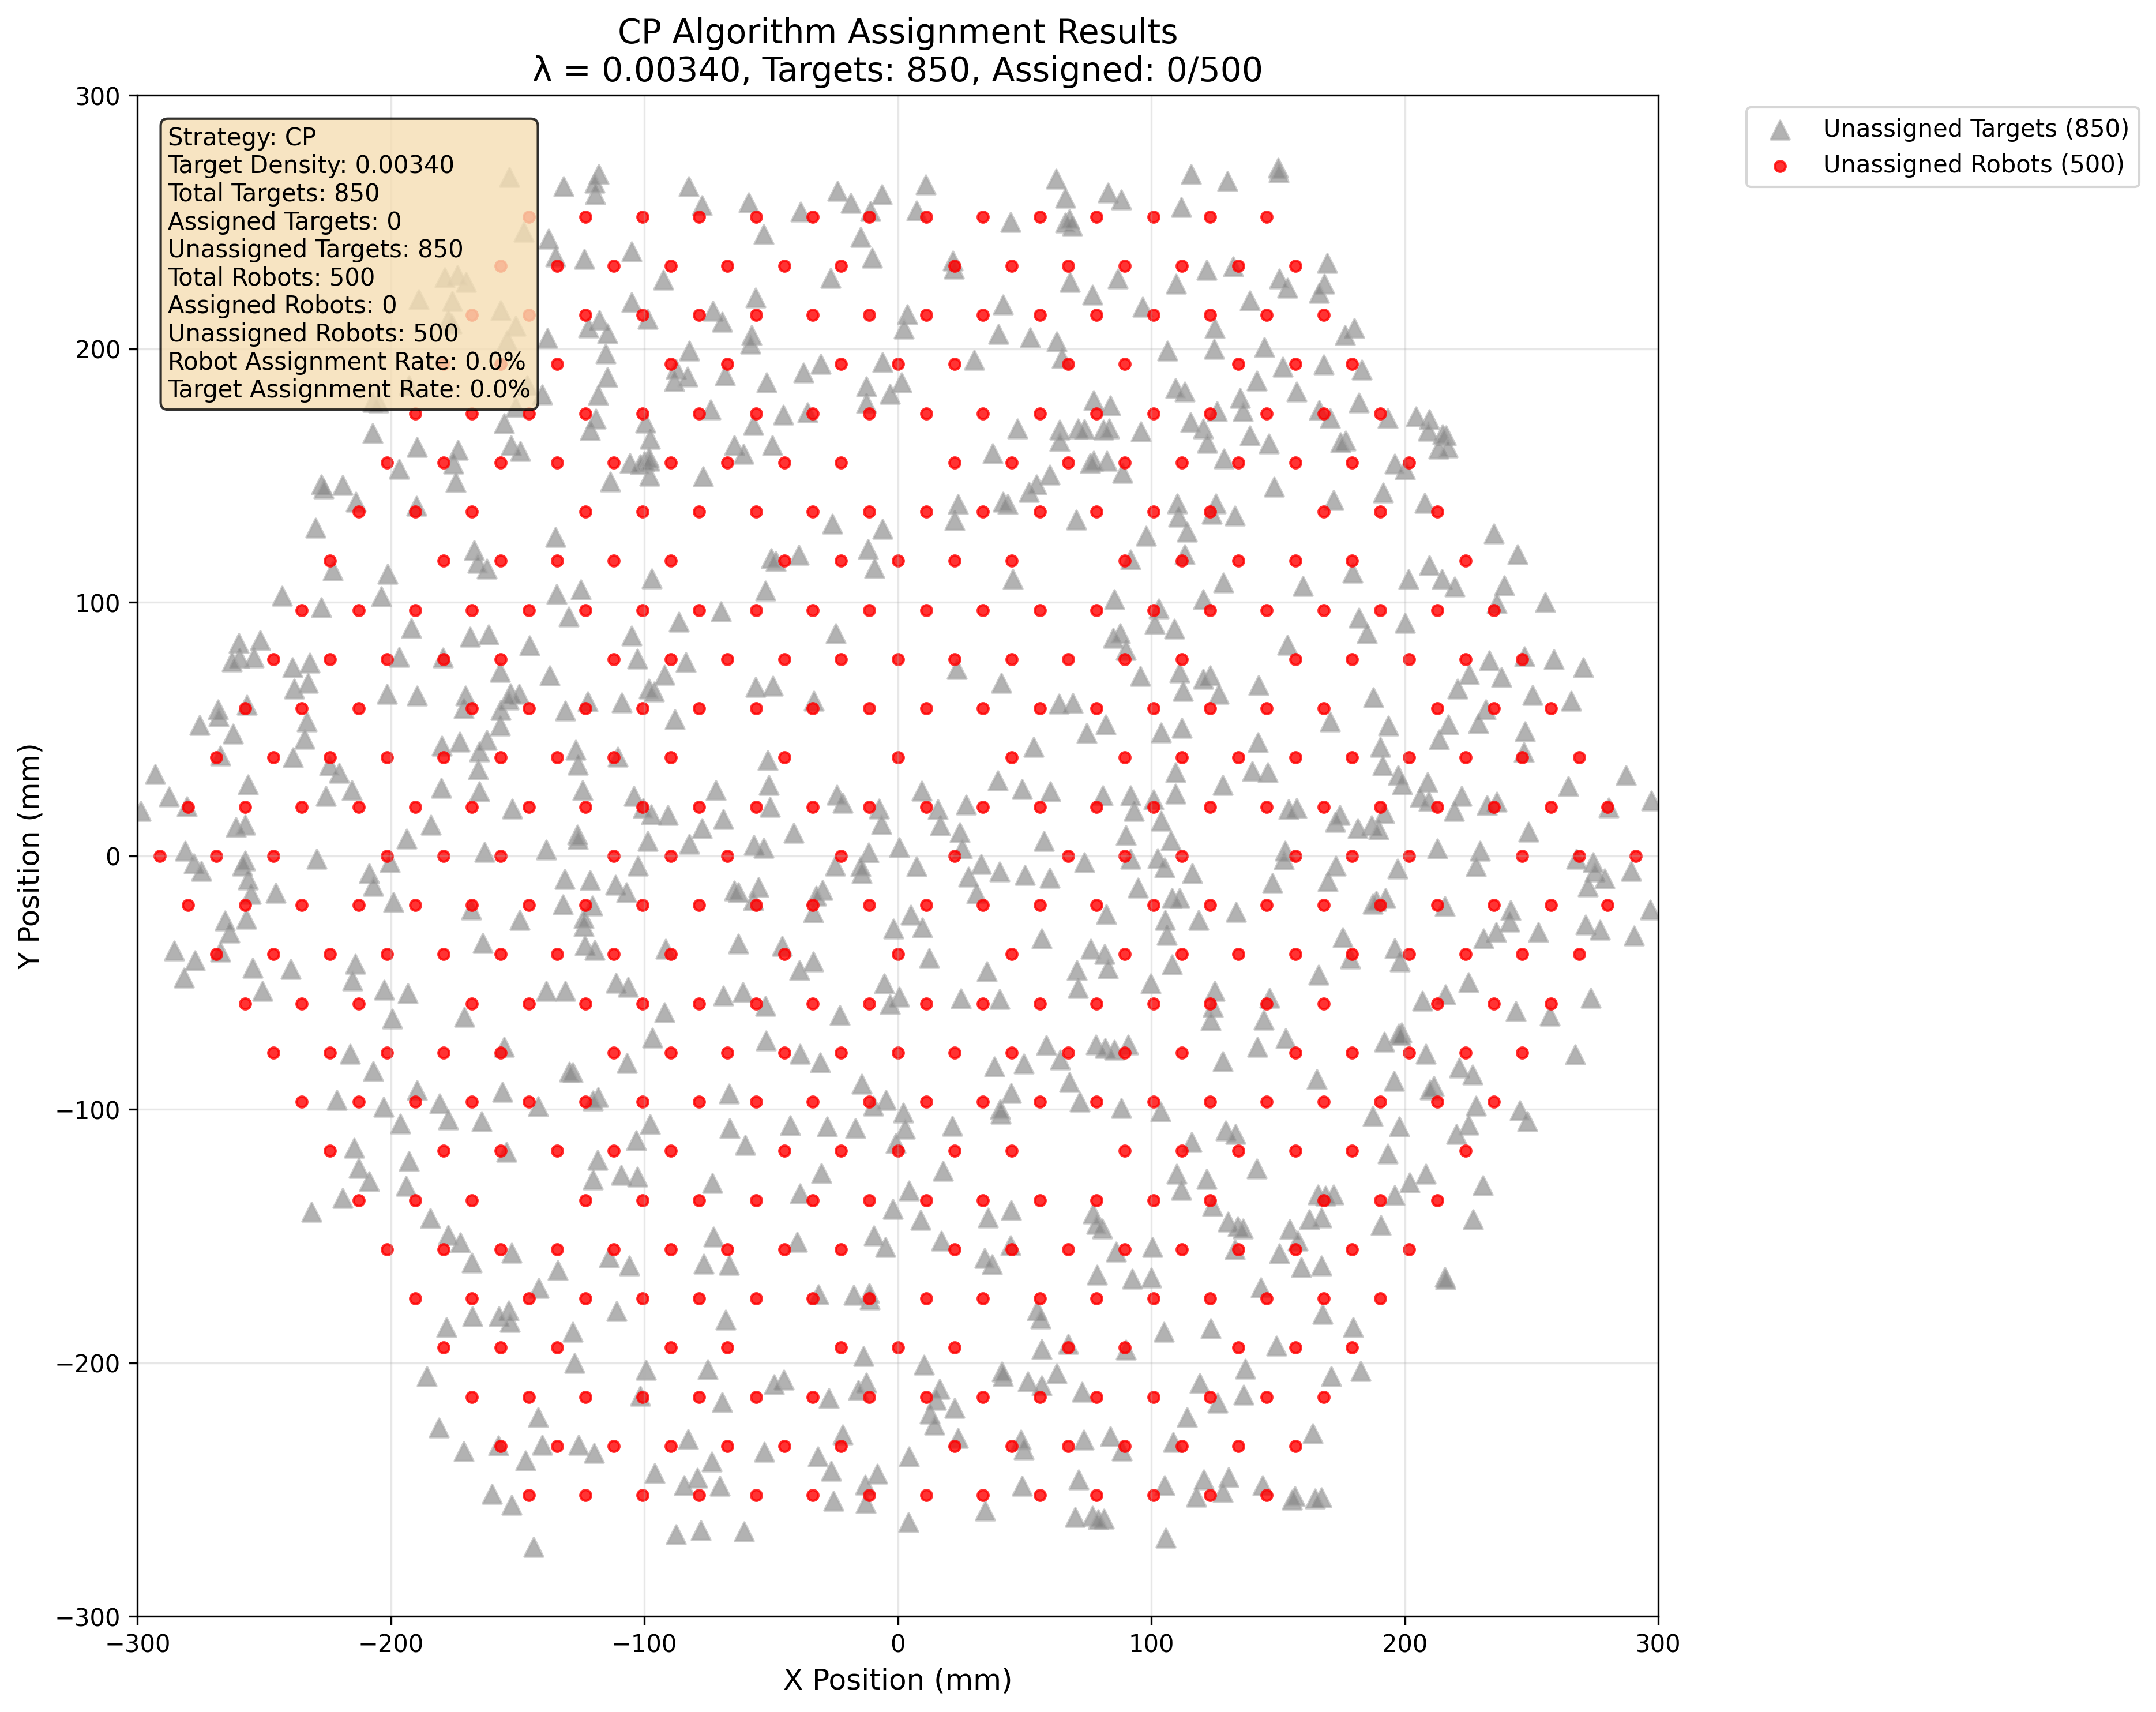 CP Algorithm Assignment Results
λ = 0.00340, Targets: 850, Assigned: 0/500
Strategy: CP
Target Density: 0.00340
Total Targets: 850
Assigned Targets: 0
Unassigned Targets: 850
Total Robots: 500
Assigned Robots: 0
Unassigned Robots: 500
Robot Assignment Rate: 0.0%
Target Assignment Rate: 0.0%
Unassigned Targets (850)
Unassigned Robots (500)
Y Position (mm)
300
200
100
0
−100
−200
−300
−300
−200
−100
0
100
200
300
X Position (mm)